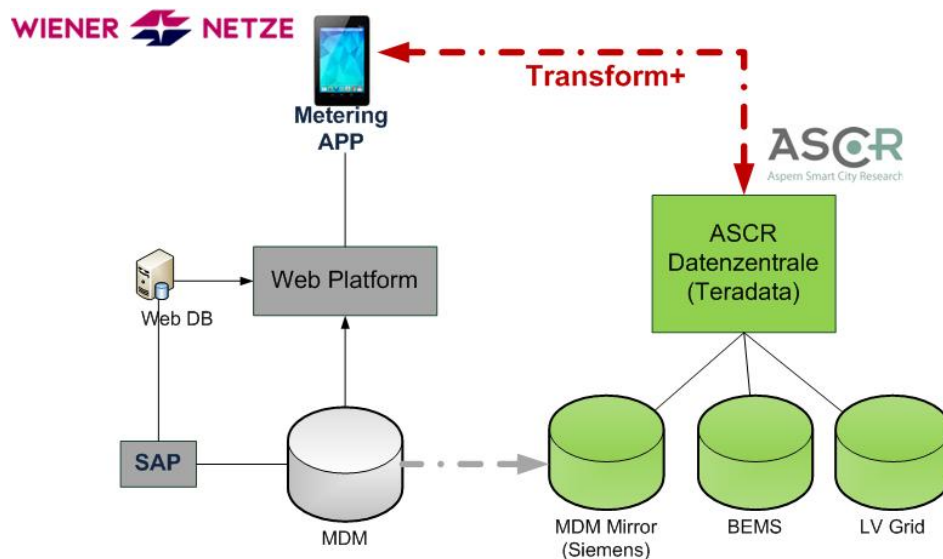 WIENER NETZE
Transform+
Metering
APP
ASCR
Aspern Smart City Research
ASCR
Datenzentrale
(Teradata)
Web Platform
Web DB
SAP
MDM
MDM Mirror
(Siemens)
BEMS
LV Grid